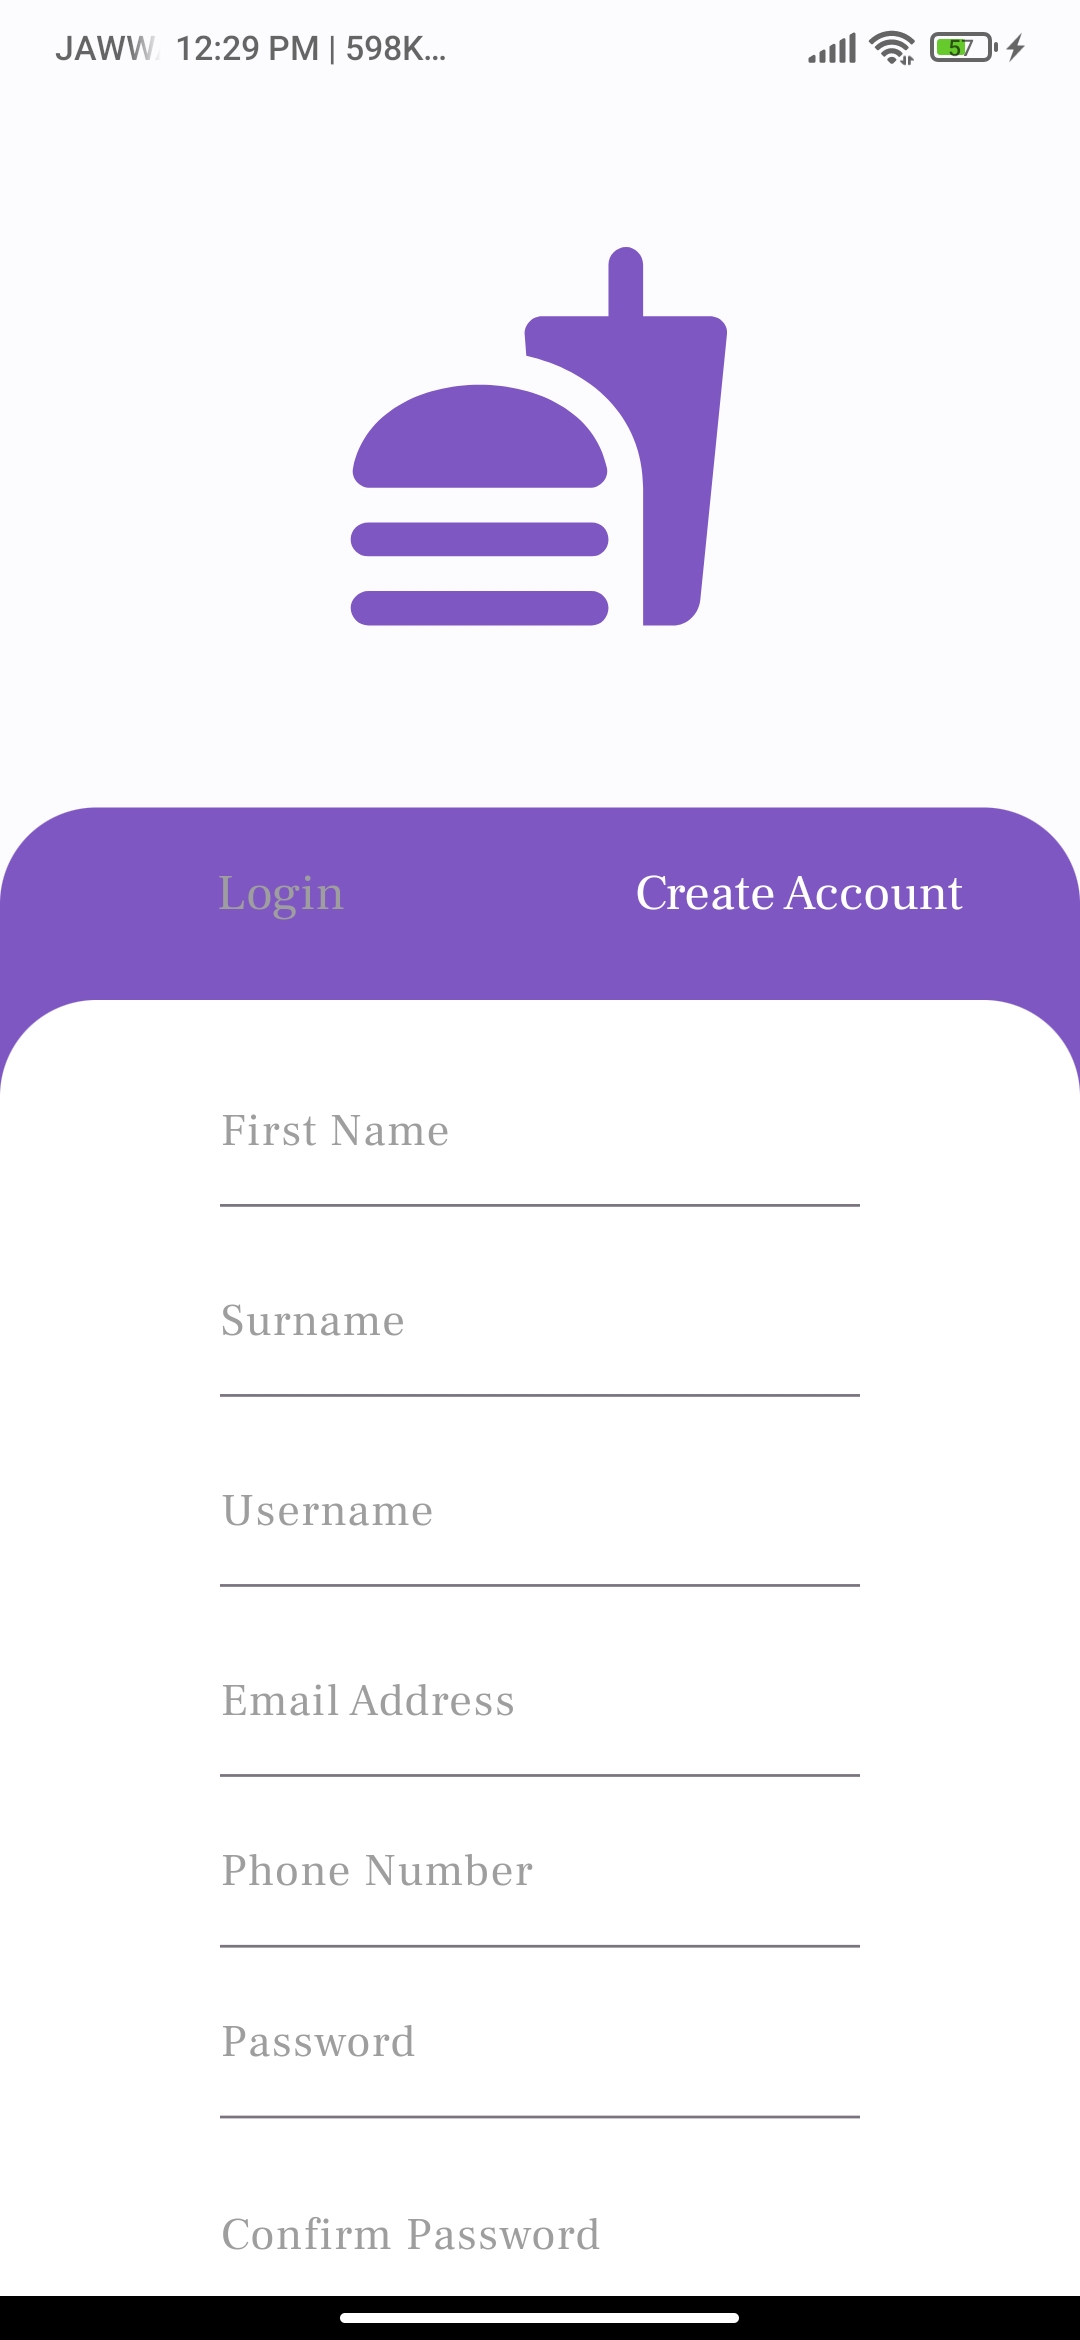 JAWW 12:29 PM | 598K... 57
Login Create Account
First Name
Surname
Username
Email Address
Phone Number
Password
Confirm Password